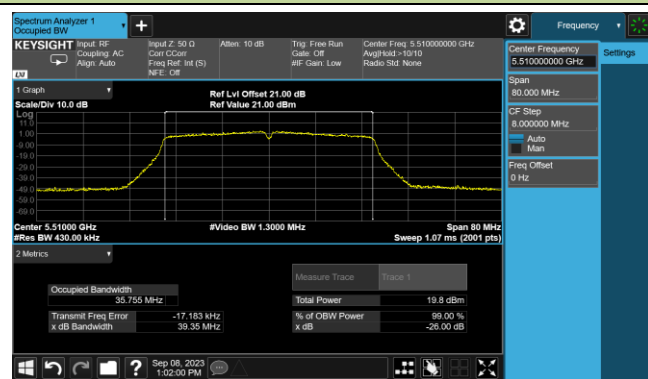 Spectrum Analyzer 1
Occupied BW
KEYSIGHT
Input: RF
Coupling: AC
Align: Auto
Input Z: 50 Ω
Corr CCorr
Freq Ref: Int (S)
NFE: Off
Atten: 10 dB
Trig: Free Run
Gate: Off
#IF Gain: Low
Center Freq: 5.510000000 GHz
Avg|Hold:>10/10
Radio Std: None
LXI
1 Graph
Scale/Div 10.0 dB
Ref Lvl Offset 21.00 dB
Ref Value 21.00 dBm
Log
11.0
1.00
-9.00
-19.0
-29.0
-39.0
-49.0
-59.0
-69.0
Center 5.51000 GHz
#Res BW 430.00 kHz
#Video BW 1.3000 MHz
Span 80 MHz
Sweep 1.07 ms (2001 pts)
2 Metrics
Measure Trace Trace 1
Occupied Bandwidth
35.755 MHz
Total Power 19.8 dBm
Transmit Freq Error -17.183 kHz
% of OBW Power 99.00 %
x dB Bandwidth 39.35 MHz
x dB -26.00 dB
Sep 08, 2023
1:02:00 PM
Frequency
Settings
Center Frequency
5.510000000 GHz
Span
80.000 MHz
CF Step
8.000000 MHz
Auto
Man
Freq Offset
0 Hz